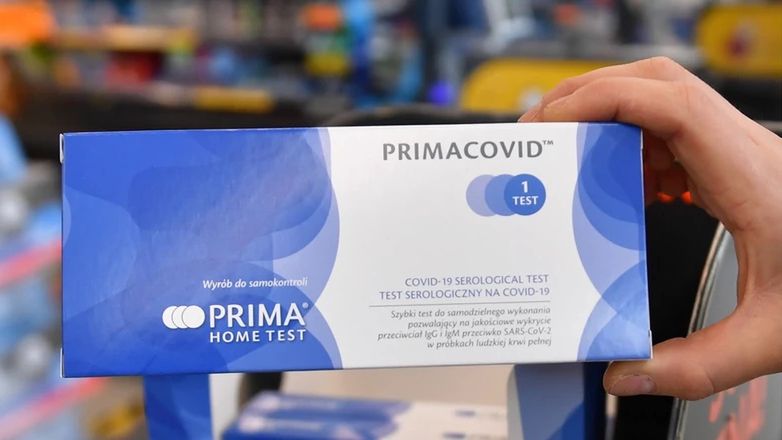 PRIMACOVID™
1
TEST
Wyrób do samokontroli
PRIMA®
HOME TEST
COVID-19 SEROLOGICAL TEST
TEST SEROLOGICZNY NA COVID-19
Szybki test do samodzielnego wykonania
pozwalający na jakościowe wykrycie
przeciwciał IgG i IgM przeciwko SARS-CoV-2
w próbkach ludzkiej krwi pełnej